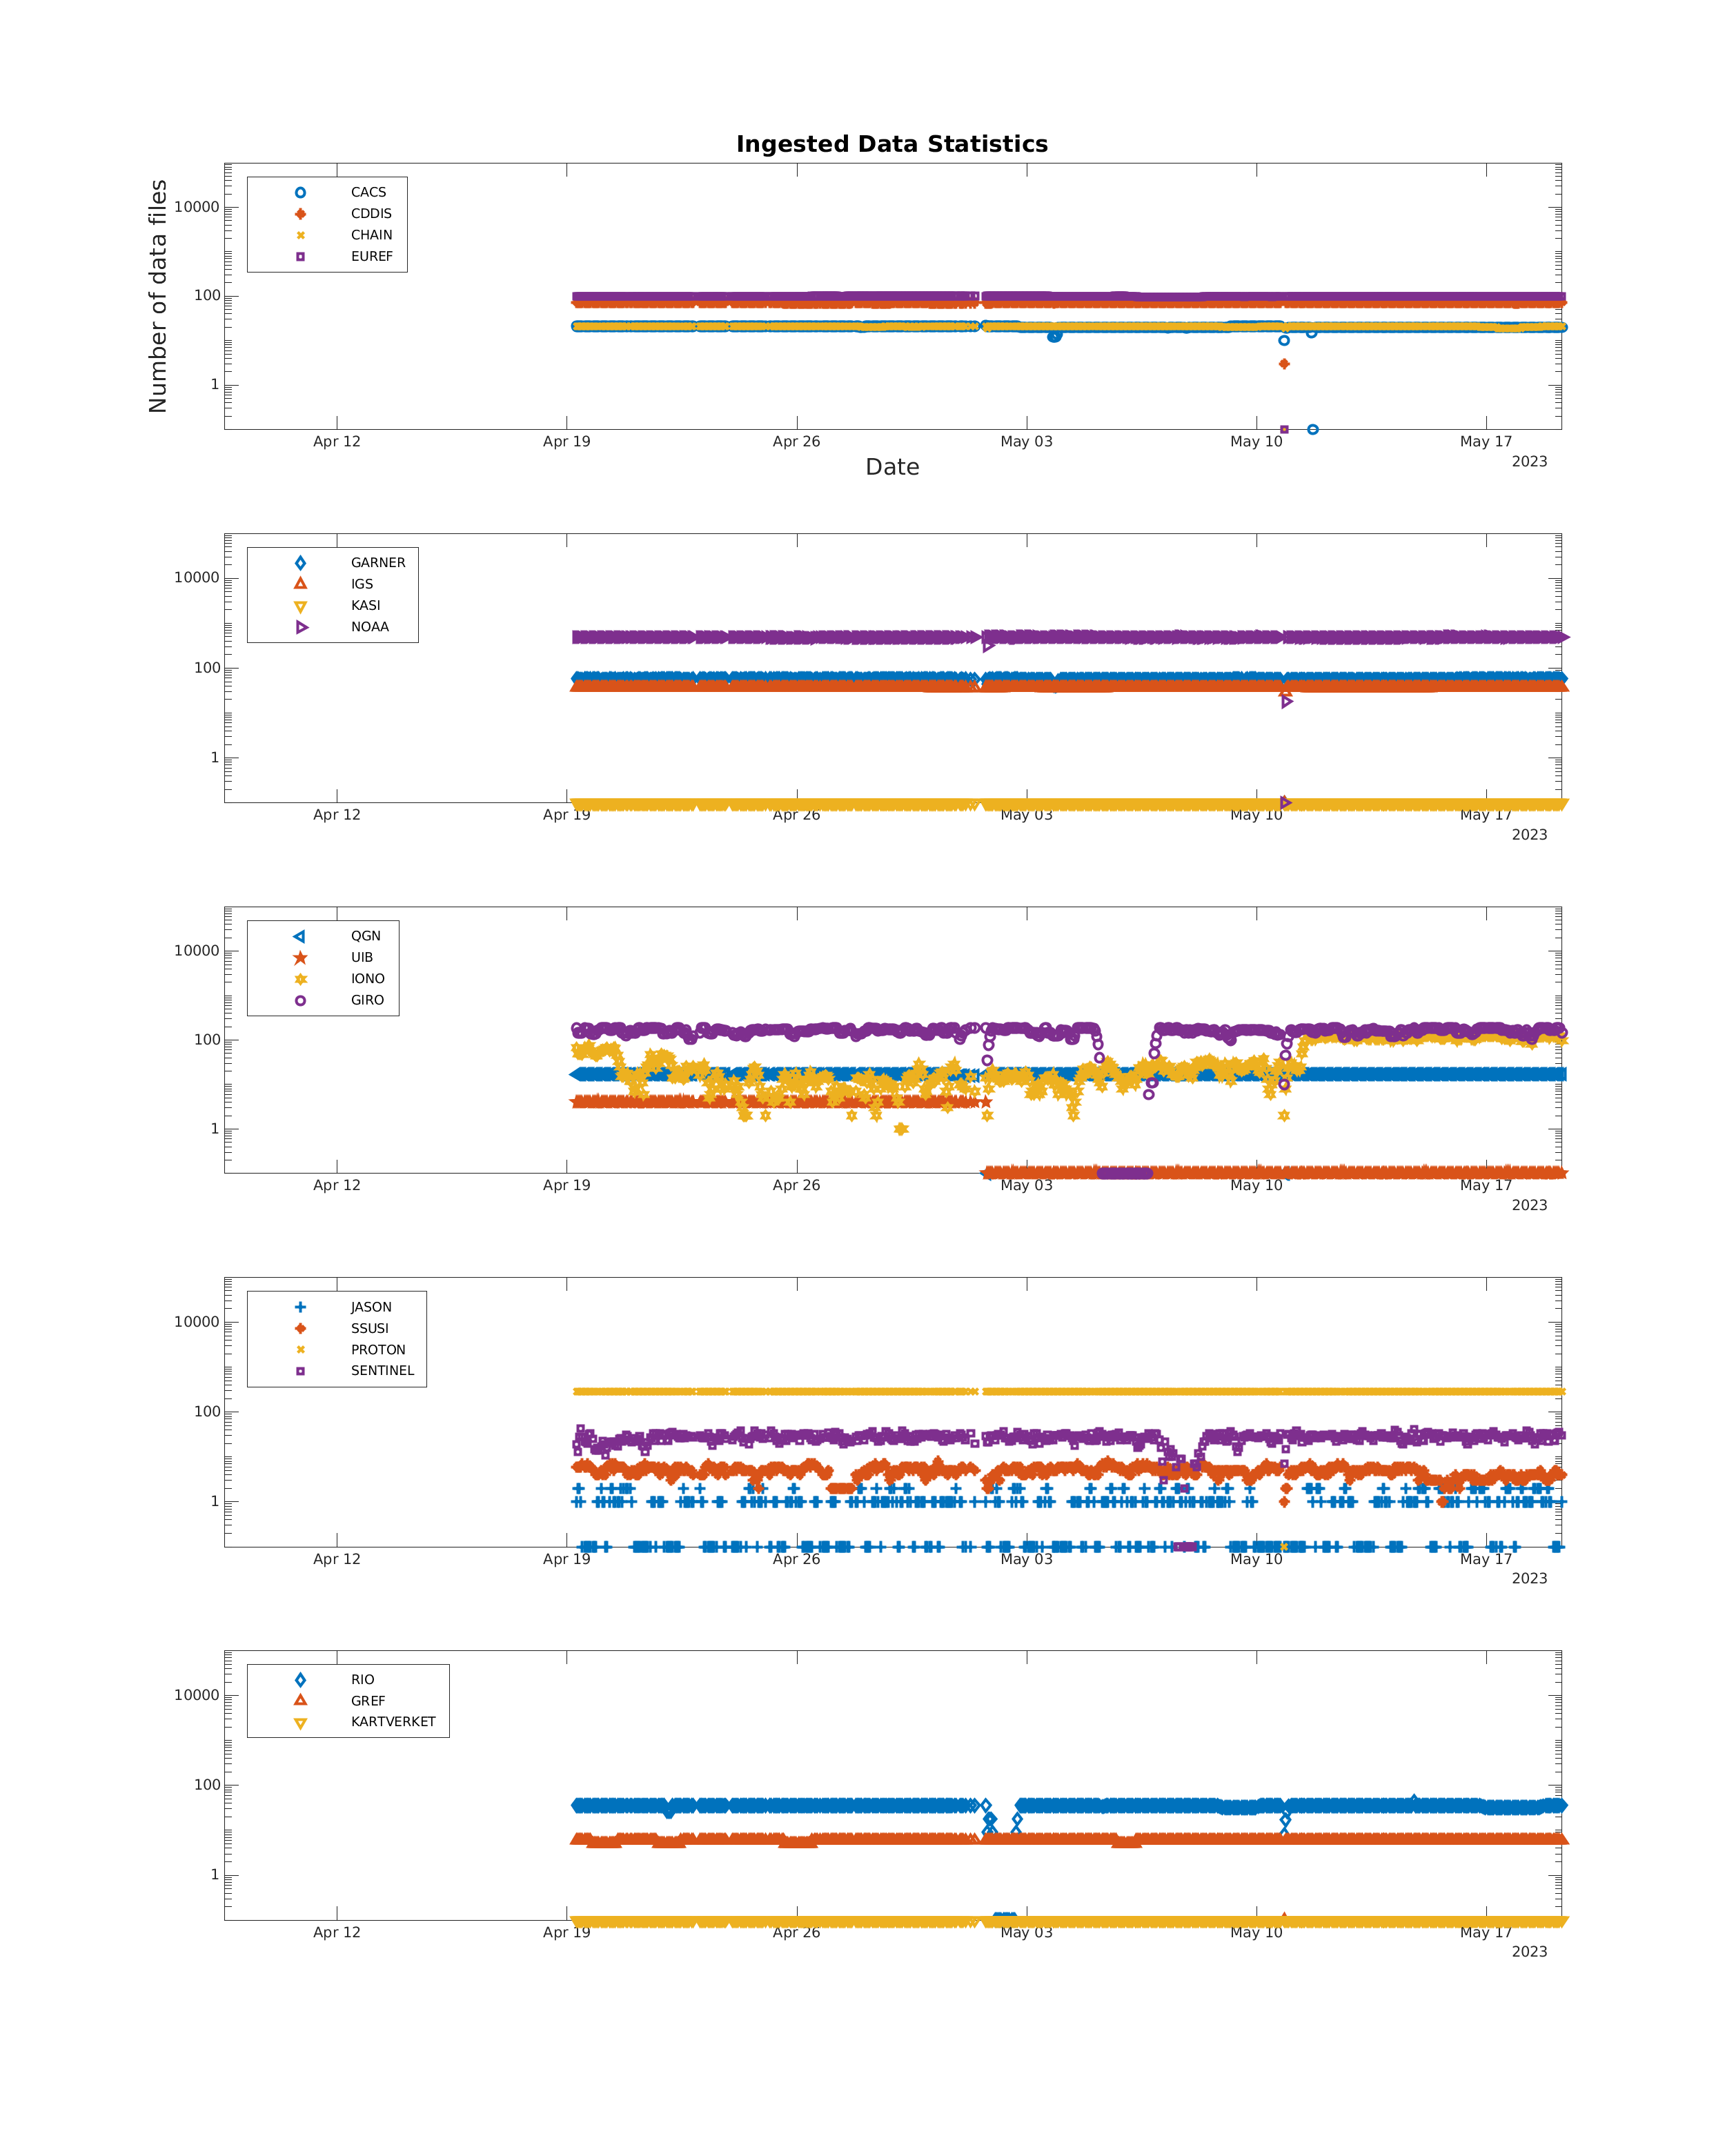 Ingested Data Statistics
Number of data files
CACS
CDDIS
CHAIN
EUREF
10000
100
1
Apr 12 Apr 19 Apr 26 May 03 May 10 May 17
2023
Date
GARNER
IGS
KASI
NOAA
10000
100
1
Apr 12 Apr 19 Apr 26 May 03 May 10 May 17
2023
QGN
UIB
IONO
GIRO
10000
100
1
Apr 12 Apr 19 Apr 26 May 03 May 10 May 17
2023
JASON
SSUSI
PROTON
SENTINEL
10000
100
1
Apr 12 Apr 19 Apr 26 May 03 May 10 May 17
2023
RIO
GREF
KARTVERKET
10000
100
1
Apr 12 Apr 19 Apr 26 May 03 May 10 May 17
2023